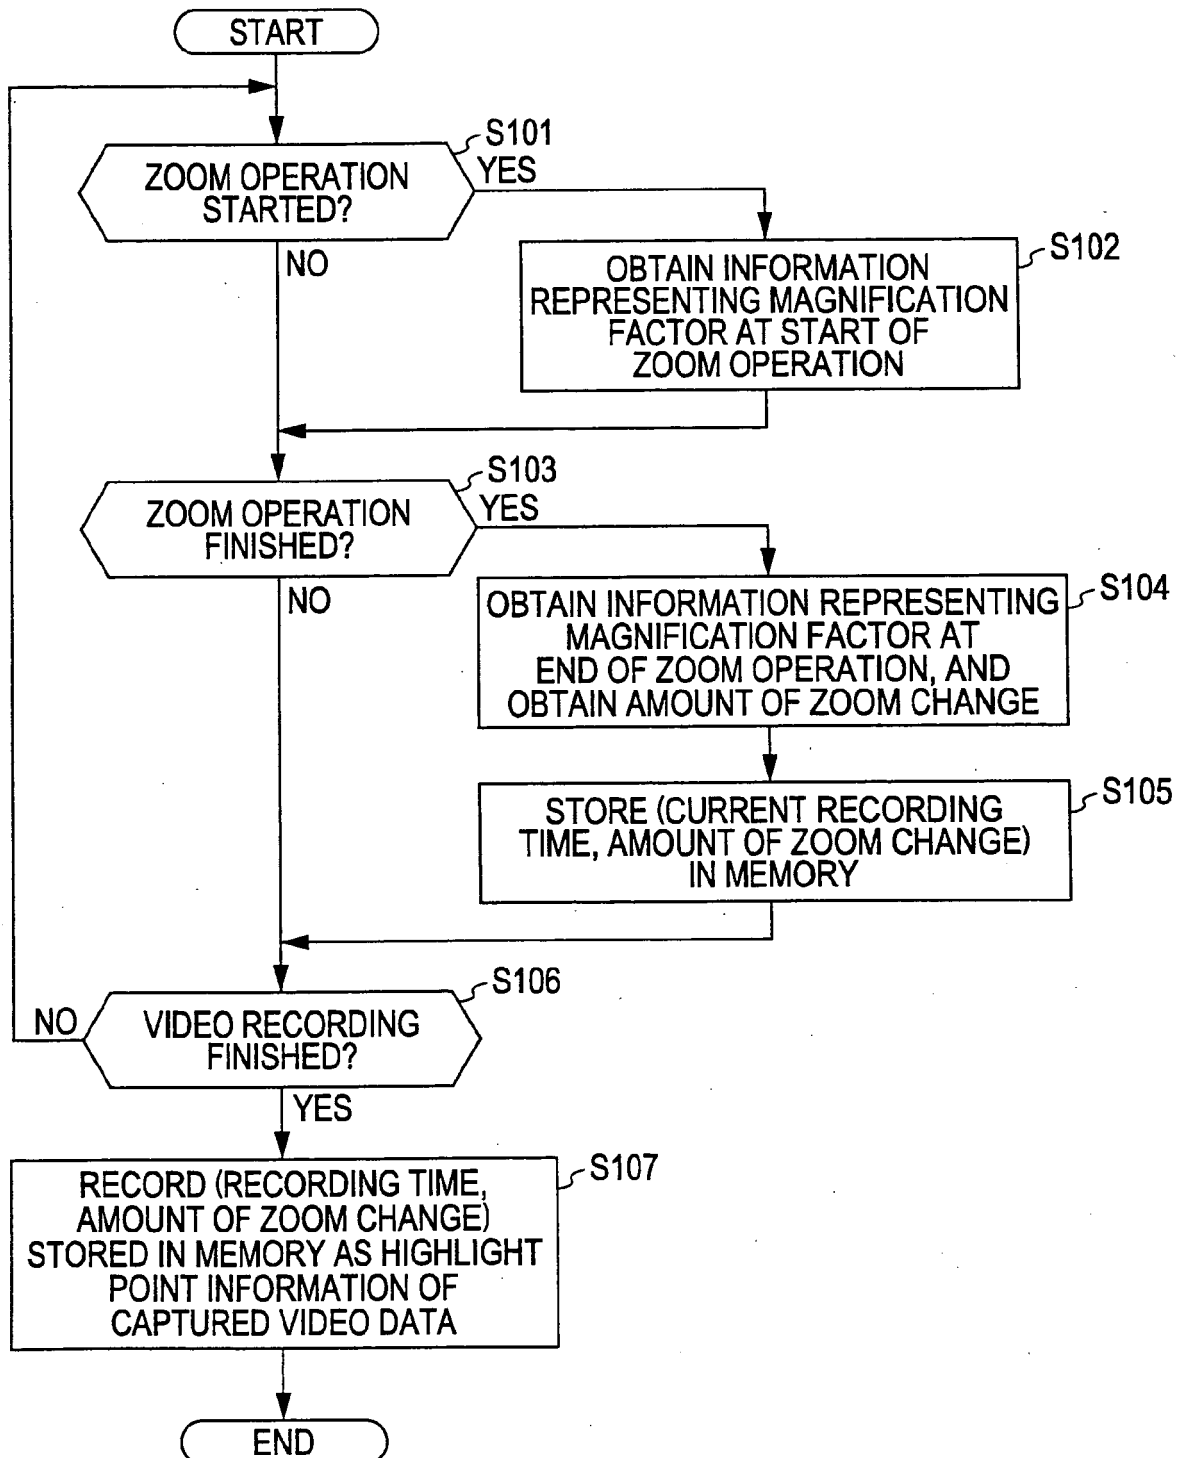 START
S101
ZOOM OPERATION
STARTED?
YES
NO
S102
OBTAIN INFORMATION
REPRESENTING MAGNIFICATION
FACTOR AT START OF
ZOOM OPERATION
S103
ZOOM OPERATION
FINISHED?
YES
NO
S104
OBTAIN INFORMATION REPRESENTING
MAGNIFICATION FACTOR AT
END OF ZOOM OPERATION, AND
OBTAIN AMOUNT OF ZOOM CHANGE
S105
STORE (CURRENT RECORDING
TIME, AMOUNT OF ZOOM CHANGE)
IN MEMORY
S106
VIDEO RECORDING
FINISHED?
NO
YES
S107
RECORD (RECORDING TIME,
AMOUNT OF ZOOM CHANGE)
STORED IN MEMORY AS HIGHLIGHT
POINT INFORMATION OF
CAPTURED VIDEO DATA
END